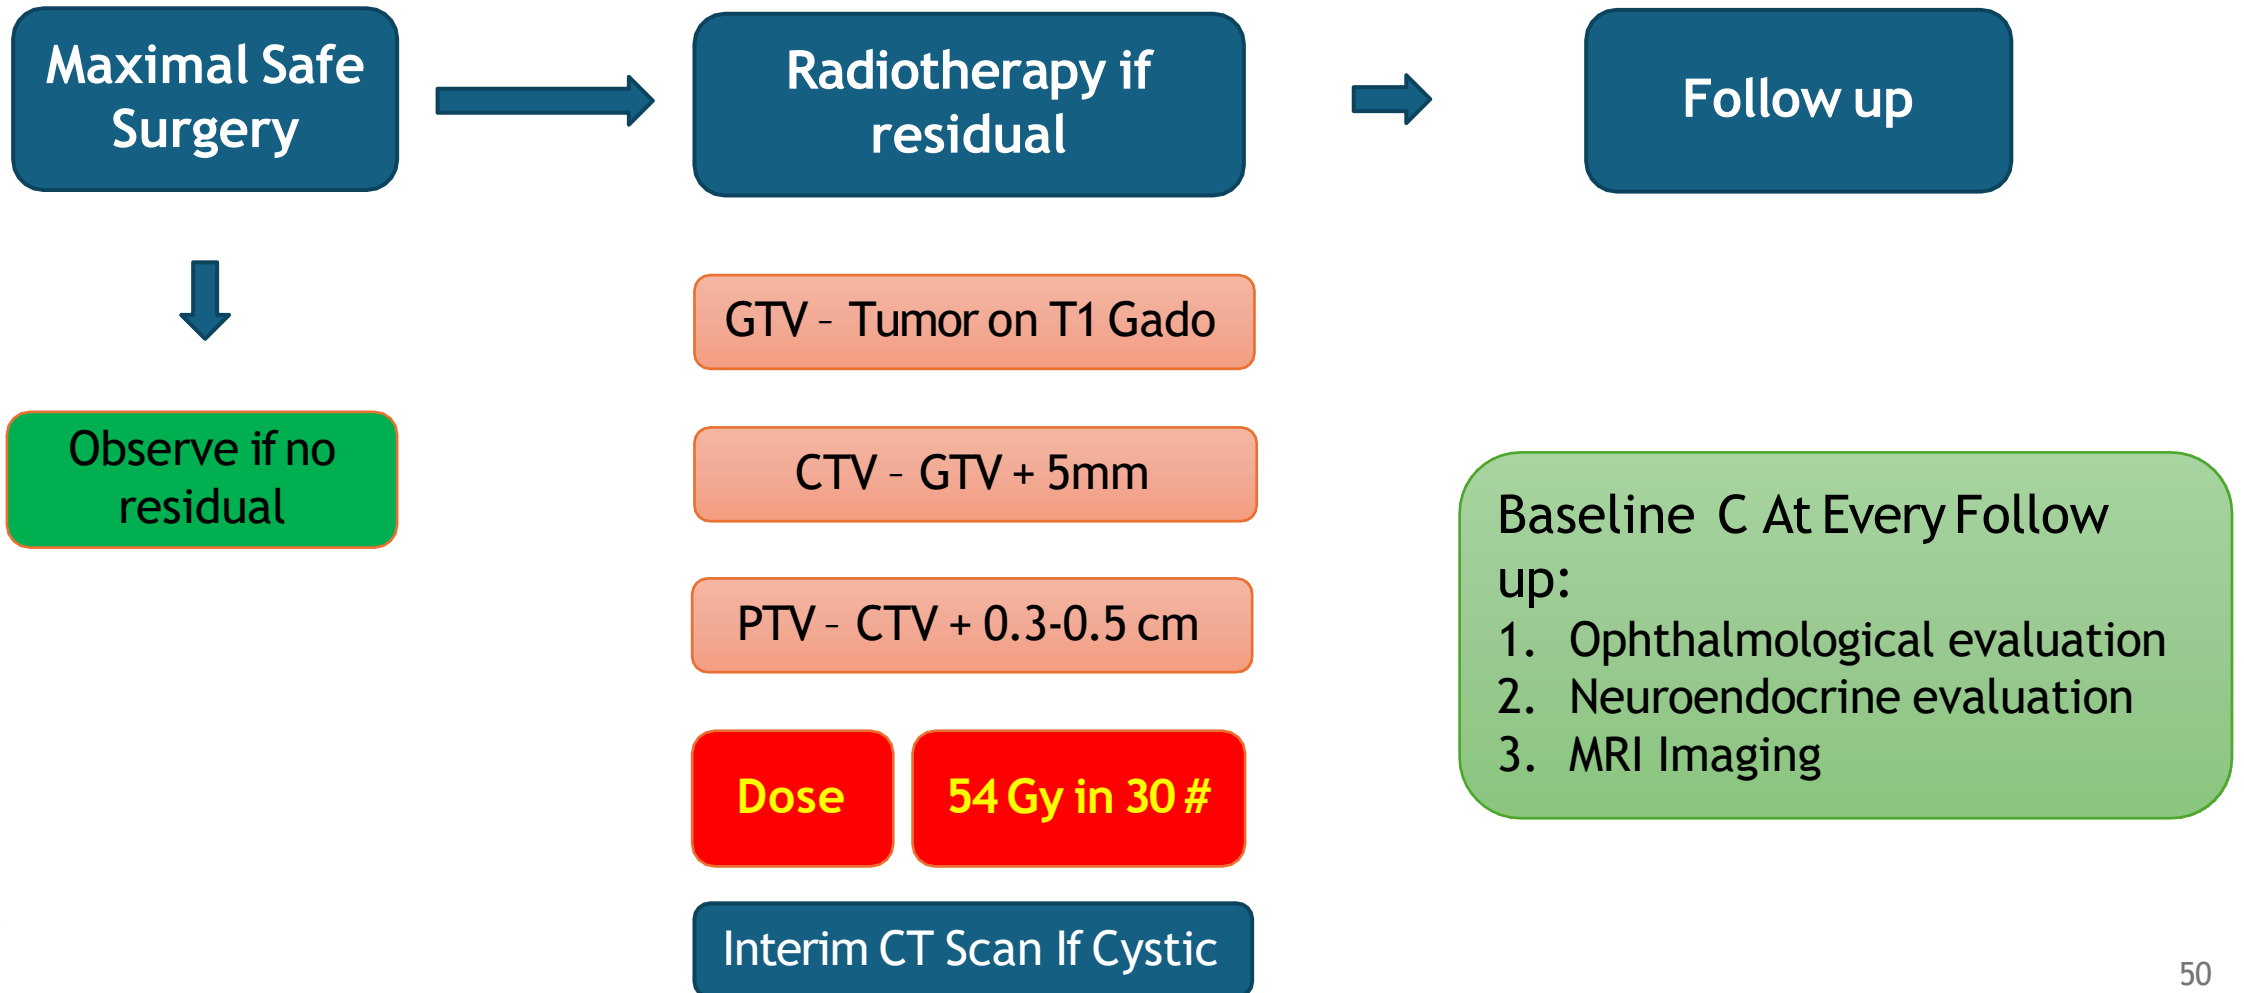 Maximal Safe
Surgery
Radiotherapy if
residual
Follow up
Observe if no
residual
GTV – Tumor on T1 Gado
CTV – GTV + 5mm
PTV – CTV + 0.3-0.5 cm
Dose
54 Gy in 30 #
Interim CT Scan If Cystic
Baseline C At Every Follow
up:
1. Ophthalmological evaluation
2. Neuroendocrine evaluation
3. MRI Imaging
50